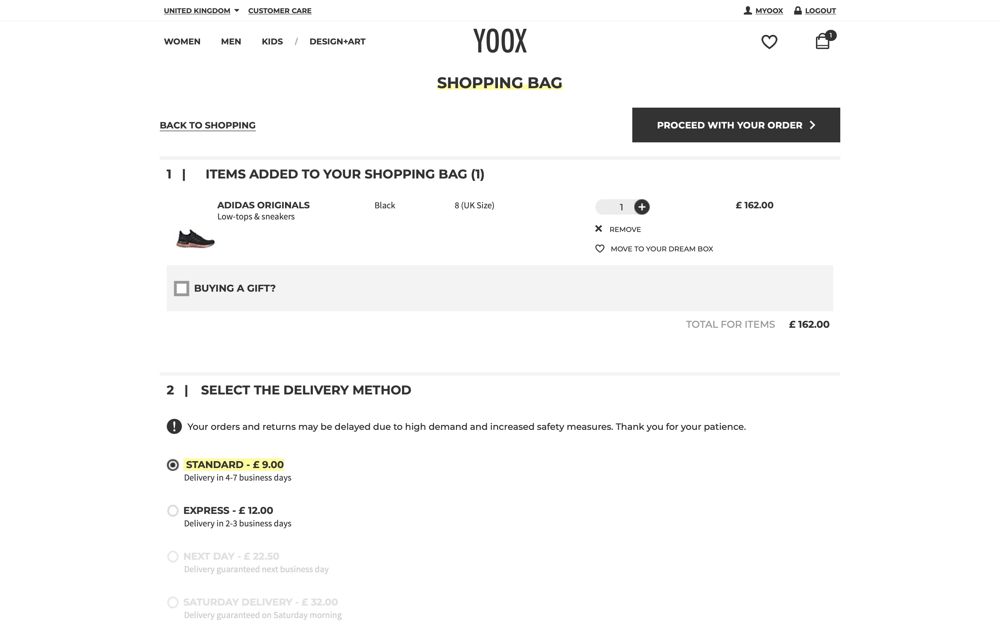 UNITED KINGDOM CUSTOMER CARE MYOOX LOGOUT
WOMEN MEN KIDS / DESIGN+ART YOOX 1
SHOPPING BAG
BACK TO SHOPPING PROCEED WITH YOUR ORDER
1 | ITEMS ADDED TO YOUR SHOPPING BAG (1)
ADIDAS ORIGINALS Black 8 (UK Size) 1 + £ 162.00
Low-tops & sneakers
REMOVE
MOVE TO YOUR DREAM BOX
BUYING A GIFT?
TOTAL FOR ITEMS £ 162.00
2 | SELECT THE DELIVERY METHOD
Your orders and returns may be delayed due to high demand and increased safety measures. Thank you for your patience.
STANDARD - £ 9.00
Delivery in 4-7 business days
EXPRESS - £ 12.00
Delivery in 2-3 business days
NEXT DAY - £ 22.50
Delivery guaranteed next business day
SATURDAY DELIVERY - £ 32.00
Delivery guaranteed on Saturday morning